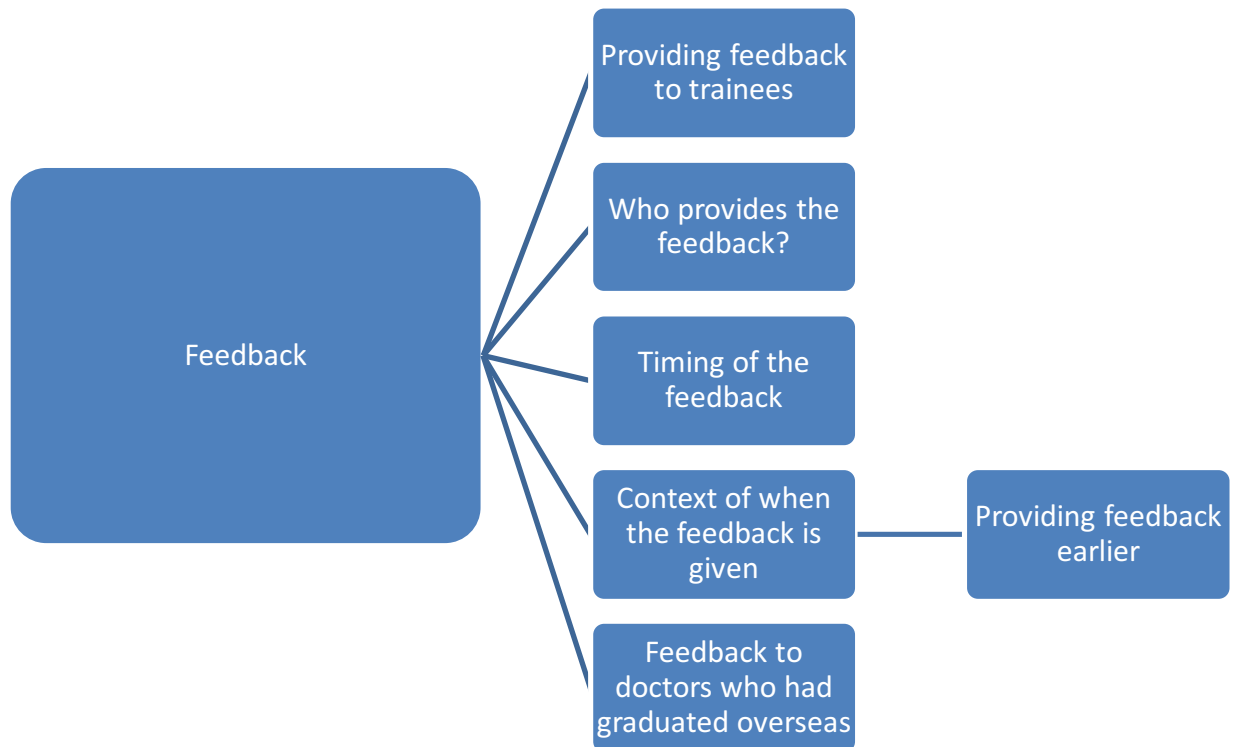 Feedback
Providing feedback
to trainees
Who provides the
feedback?
Timing of the
feedback
Context of when
the feedback is
given
Providing feedback
earlier
Feedback to
doctors who had
graduated overseas